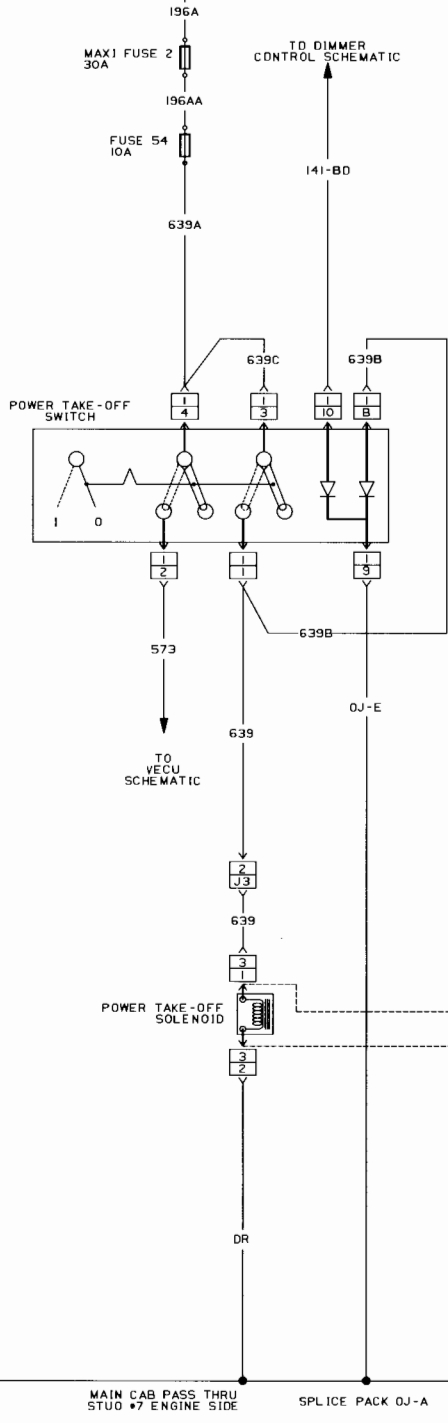 196A
MAXI FUSE 2
30A
TO DIMMER
CONTROL SCHEMATIC
196AA
FUSE 54
10A
141-BD
639A
639C
639B
POWER TAKE-OFF
SWITCH
1
4
1
3
1
10
1
8
1
0
1
2
1
1
1
9
639B
573
OJ-E
639
TO
VECU
SCHEMATIC
2
J3
639
3
1
POWER TAKE-OFF
SOLENOID
3
2
DR
MAIN CAB PASS THRU
STUD #7 ENGINE SIDE
SPLICE PACK OJ-A